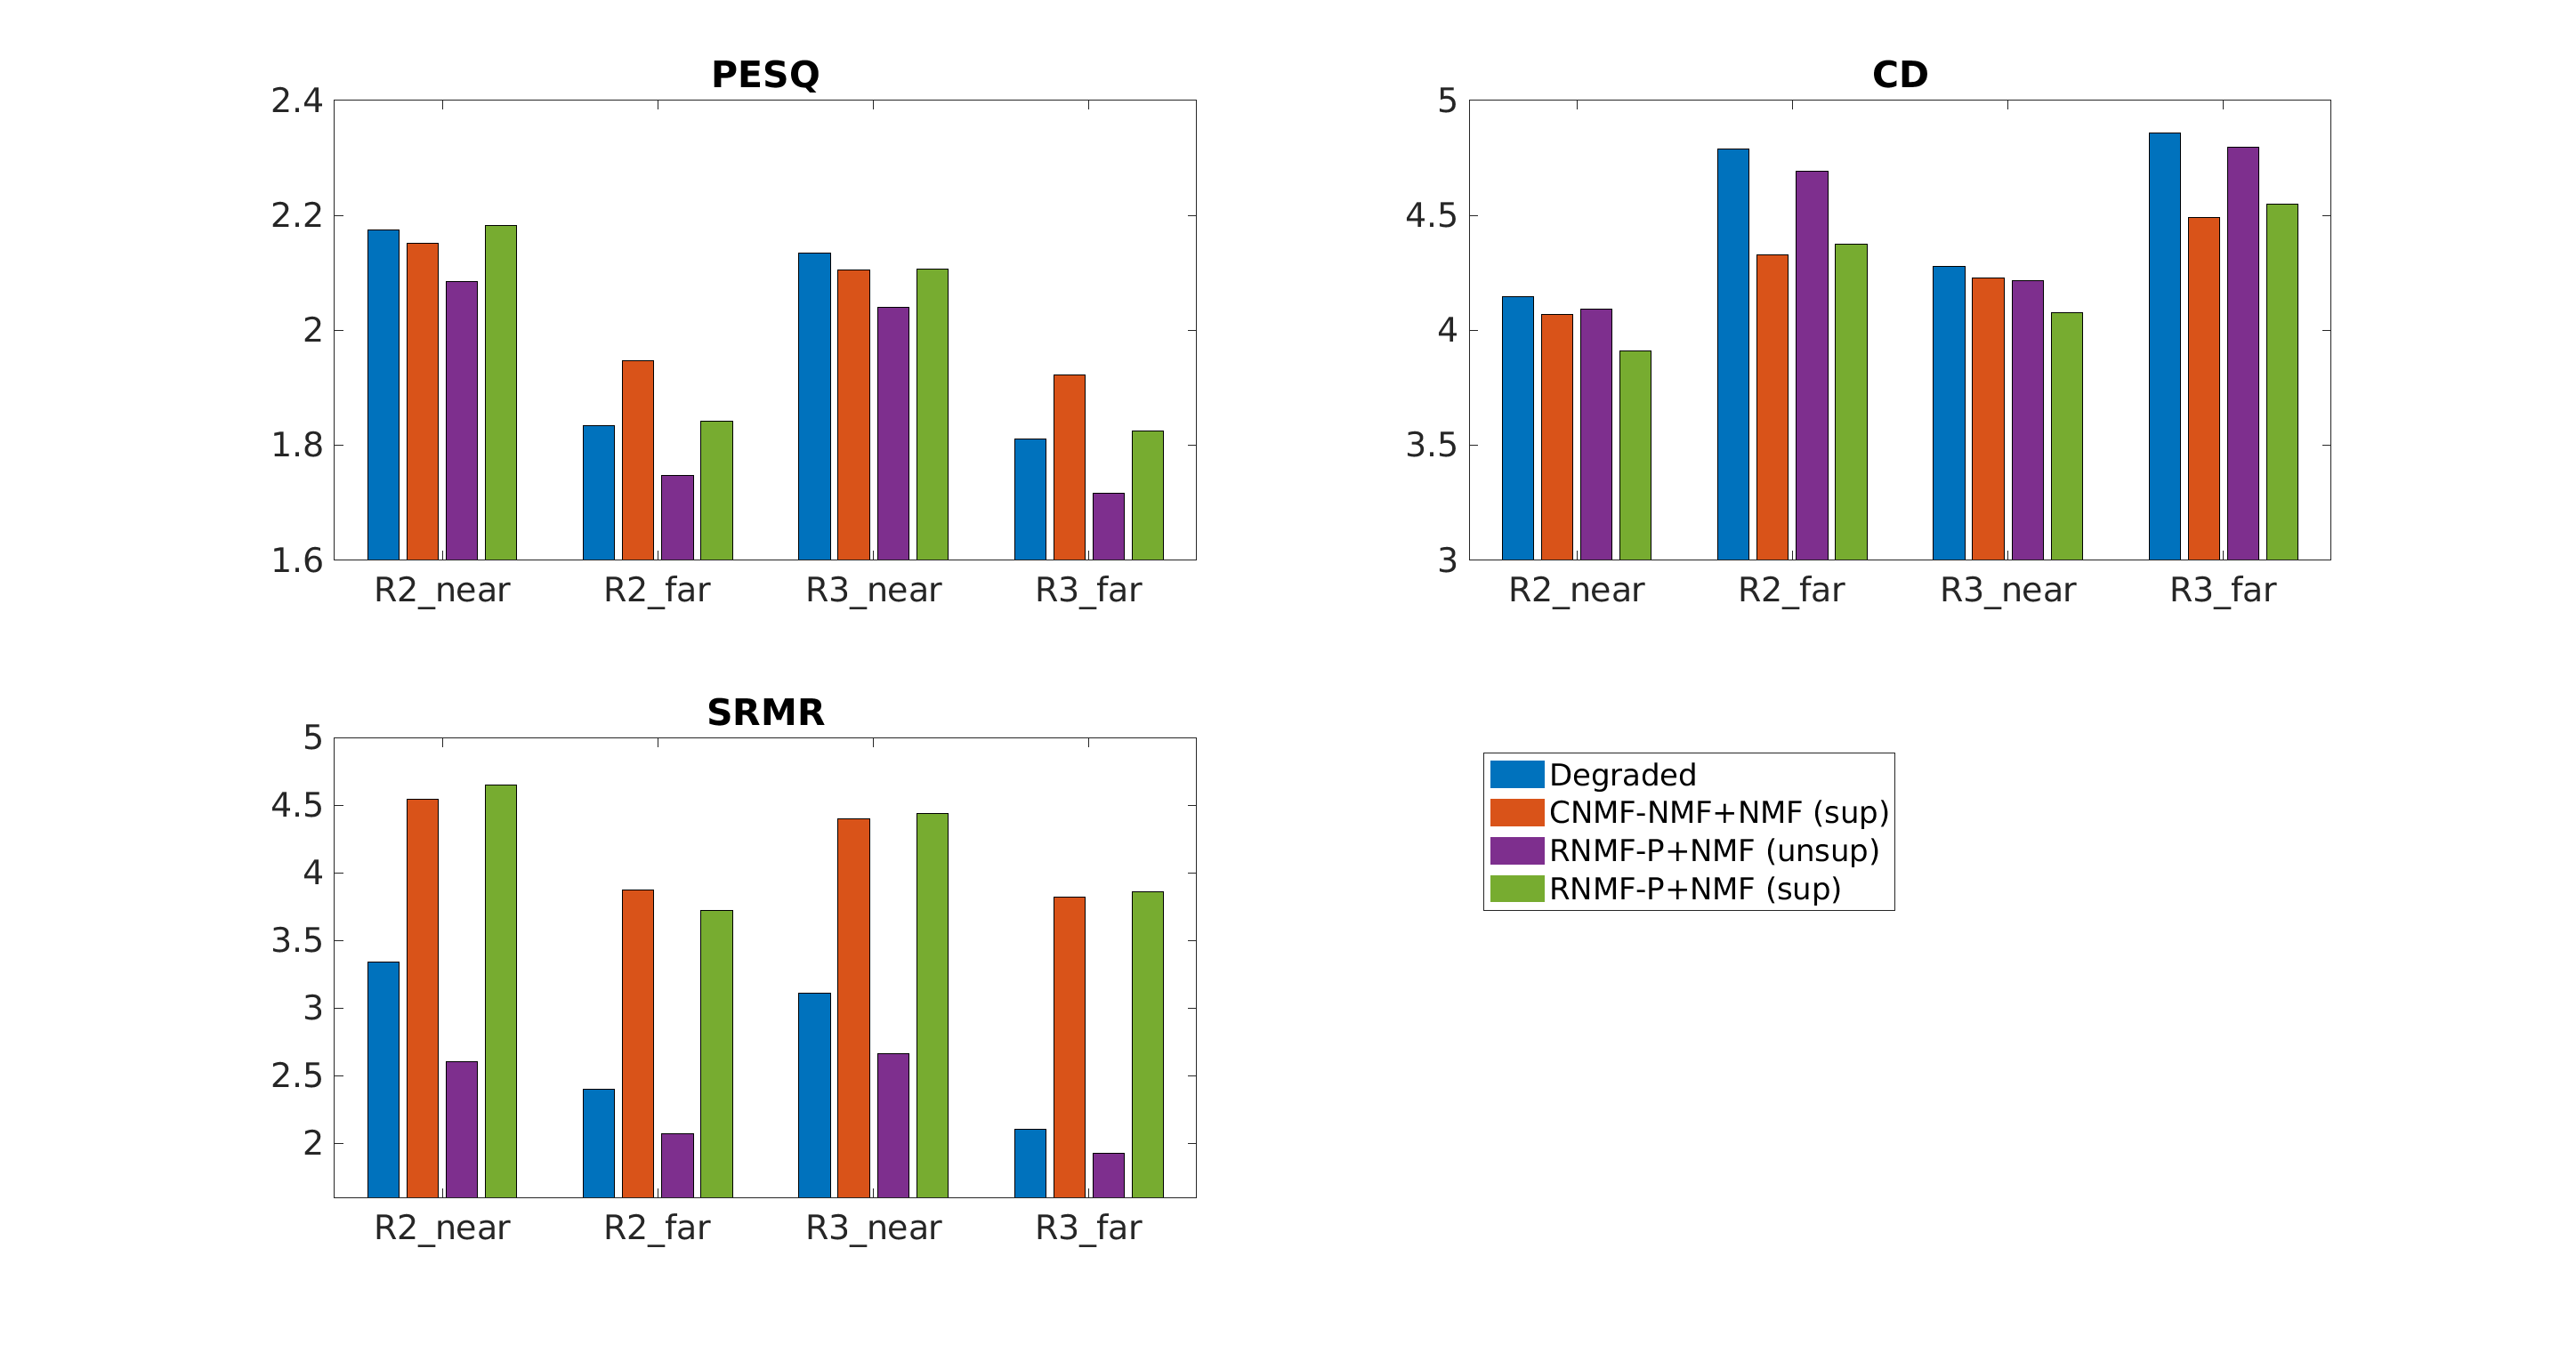 PESQ
2.4
2.2
2
1.8
1.6
R2_near R2_far R3_near R3_far
CD
5
4.5
4
3.5
3
R2_near R2_far R3_near R3_far
SRMR
5
4.5
4
3.5
3
2.5
2
R2_near R2_far R3_near R3_far
Degraded
CNMF-NMF+NMF (sup)
RNMF-P+NMF (unsup)
RNMF-P+NMF (sup)